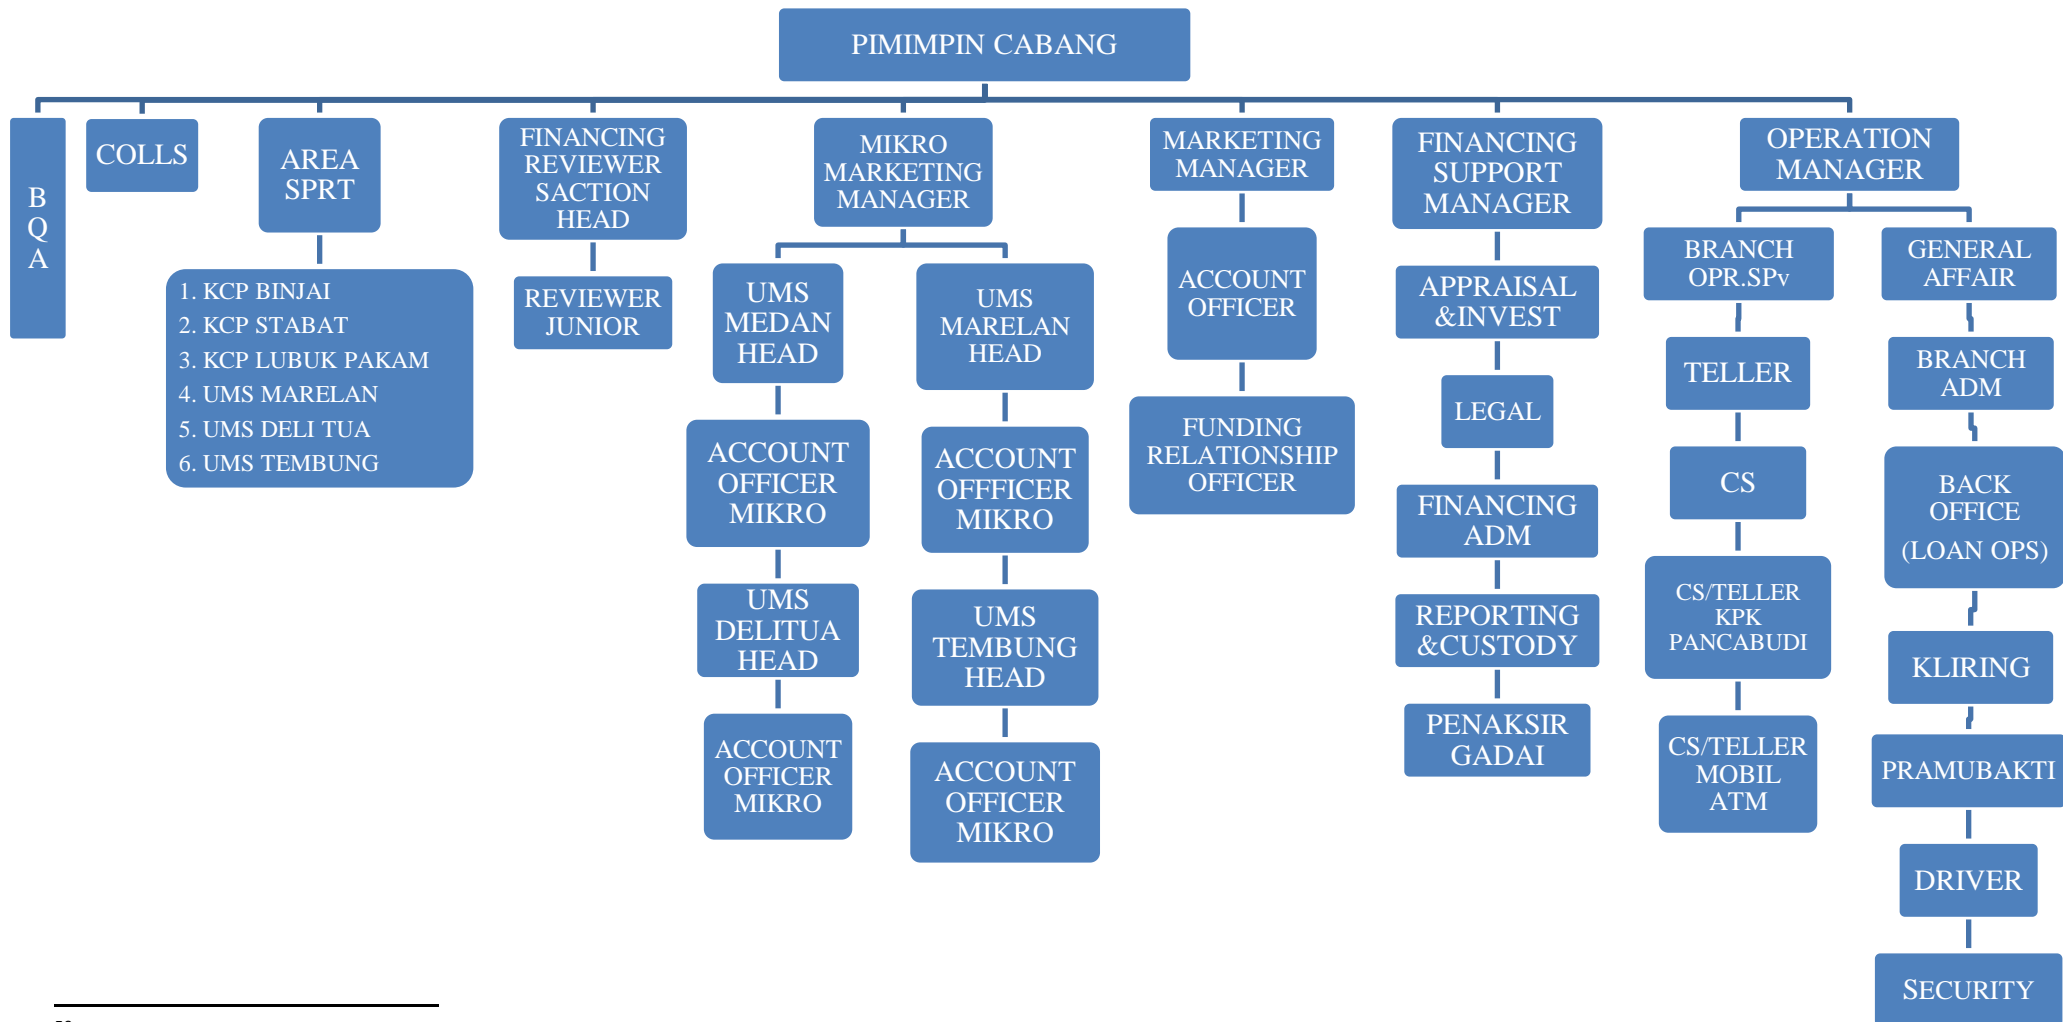 PIMIMPIN CABANG
B
Q
A
COLLS
AREA
SPRT
1. KCP BINJAI
2. KCP STABAT
3. KCP LUBUK PAKAM
4. UMS MARELAN
5. UMS DELI TUA
6. UMS TEMBUNG
FINANCING
REVIEWER
SACTION
HEAD
REVIEWER
JUNIOR
MIKRO
MARKETING
MANAGER
UMS
MEDAN
HEAD
ACCOUNT
OFFICER
MIKRO
UMS
DELITUA
HEAD
ACCOUNT
OFFICER
MIKRO
UMS
MARELAN
HEAD
ACCOUNT
OFFFICER
MIKRO
UMS
TEMBUNG
HEAD
ACCOUNT
OFFICER
MIKRO
MARKETING
MANAGER
ACCOUNT
OFFICER
FUNDING
RELATIONSHIP
OFFICER
FINANCING
SUPPORT
MANAGER
APPRAISAL
&INVEST
LEGAL
FINANCING
ADM
REPORTING
&CUSTODY
PENAKSIR
GADAI
OPERATION
MANAGER
BRANCH
OPR.SPv
TELLER
CS
CS/TELLER
KPK
PANCABUDI
CS/TELLER
MOBIL
ATM
GENERAL
AFFAIR
BRANCH
ADM
BACK
OFFICE
(LOAN OPS)
KLIRING
PRAMUBAKTI
DRIVER
SECURITY